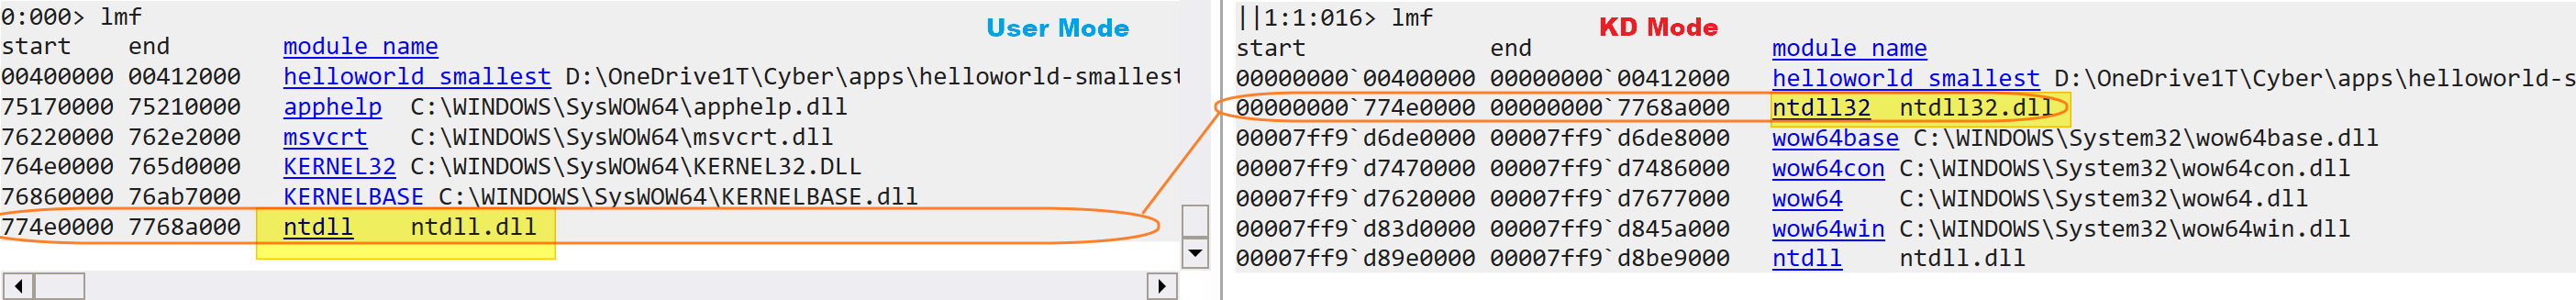 0:000> lmf
User Mode
start    end        module name
00400000 00412000   helloworld_smallest D:\OneDrive1T\Cyber\apps\helloworld-smallest
75170000 75210000   apphelp  C:\WINDOWS\SysWOW64\apphelp.dll
76220000 762e2000   msvcrt   C:\WINDOWS\SysWOW64\msvcrt.dll
764e0000 765d0000   KERNEL32 C:\WINDOWS\SysWOW64\KERNEL32.DLL
76860000 76ab7000   KERNELBASE C:\WINDOWS\SysWOW64\KERNELBASE.dll
774e0000 7768a000   ntdll    ntdll.dll
||1:1:016> lmf
KD Mode
start             end                 module name
00000000`00400000 00000000`00412000   helloworld_smallest D:\OneDrive1T\Cyber\apps\helloworld-s
00000000`774e0000 00000000`7768a000   ntdll32  ntdll32.dll
00007ff9`d6de0000 00007ff9`d6de8000   wow64base C:\WINDOWS\System32\wow64base.dll
00007ff9`d7470000 00007ff9`d7486000   wow64con C:\WINDOWS\System32\wow64con.dll
00007ff9`d7620000 00007ff9`d7677000   wow64    C:\WINDOWS\System32\wow64.dll
00007ff9`d83d0000 00007ff9`d845a000   wow64win C:\WINDOWS\System32\wow64win.dll
00007ff9`d89e0000 00007ff9`d8be9000   ntdll    ntdll.dll